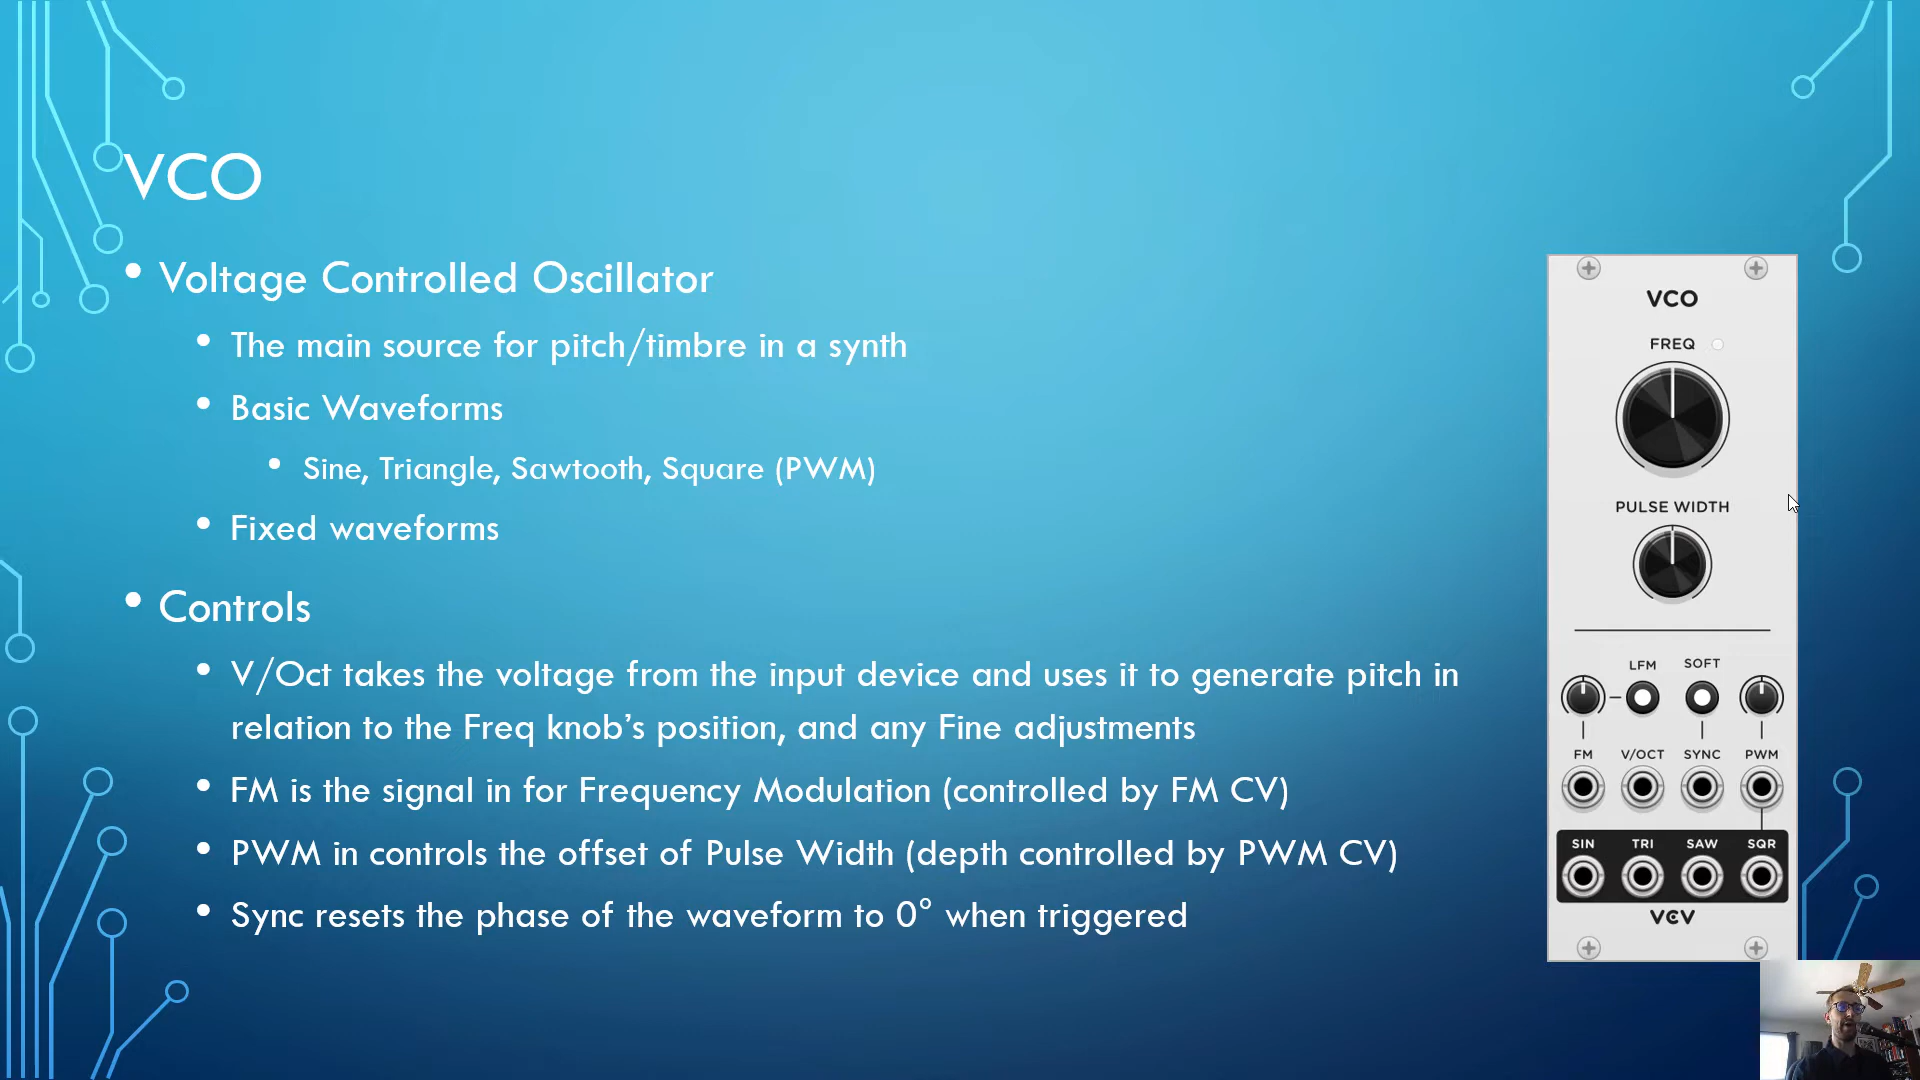 VCO
Voltage Controlled Oscillator
The main source for pitch/timbre in a synth
Basic Waveforms
Sine, Triangle, Sawtooth, Square (PWM)
Fixed waveforms
Controls
V/Oct takes the voltage from the input device and uses it to generate pitch in
relation to the Freq knob’s position, and any Fine adjustments
FM is the signal in for Frequency Modulation (controlled by FM CV)
PWM in controls the offset of Pulse Width (depth controlled by PWM CV)
Sync resets the phase of the waveform to 0° when triggered
VCO
FREQ
PULSE WIDTH
LFM SOFT
FM V/OCT SYNC PWM
SIN TRI SAW SQR
VCV